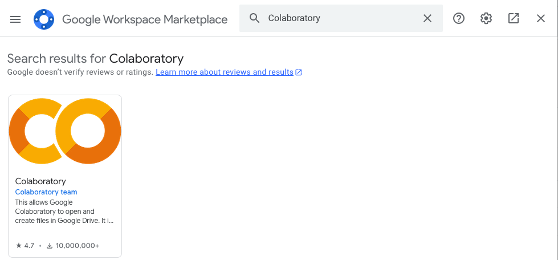 Google Workspace Marketplace
Colaboratory
Search results for Colaboratory
Google doesn't verify reviews or ratings. Learn more about reviews and results
Colaboratory
Colaboratory team
This allows Google
Colaboratory to open and
create files in Google Drive. It i...
4.7 • 10,000,000+